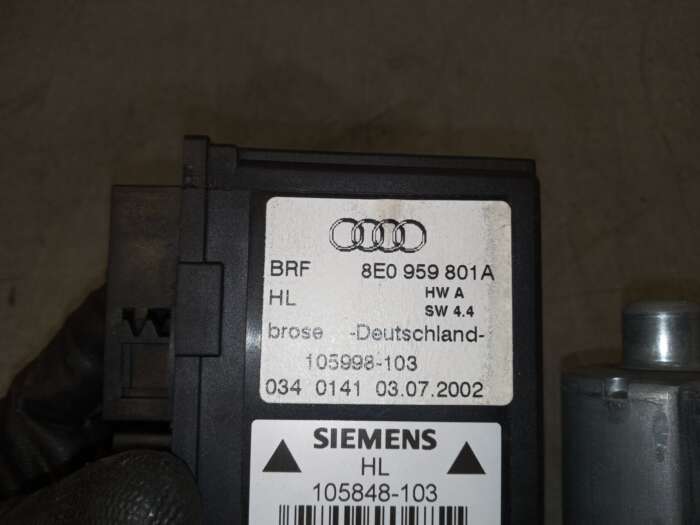 BRF 8E0 959 801A
HL HW A
SW 4.4
brose -Deutschland-
105998-103
034 0141 03.07.2002
SIEMENS
HL
105848-103